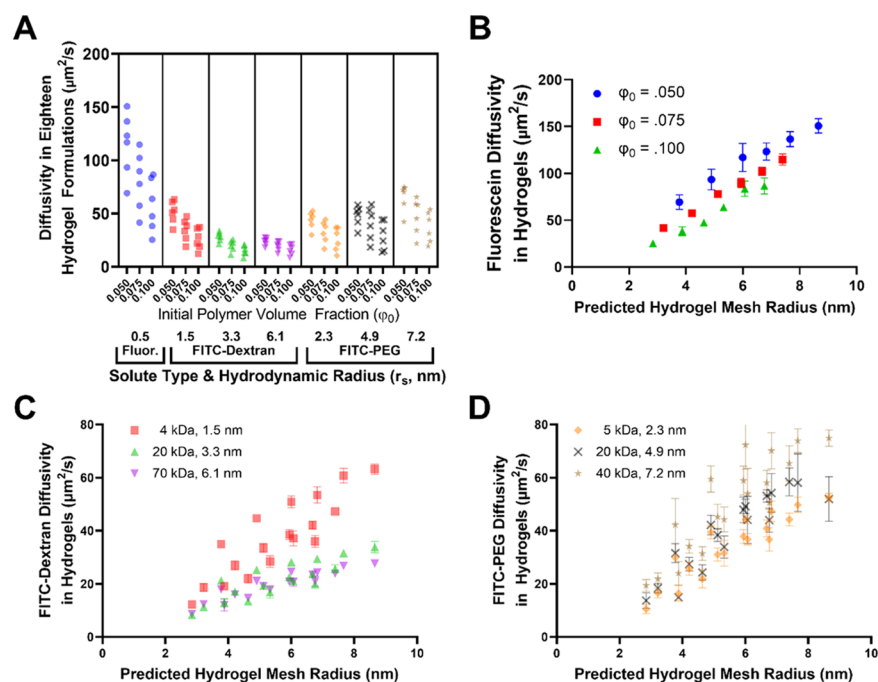 A
Diffusivity in Eighteen
Hydrogel Formulations (μm²/s)
200
150
100
50
0
0.050 0.075 0.100 0.050 0.075 0.100 0.050 0.075 0.100 0.050 0.075 0.100 0.050 0.075 0.100 0.050 0.075 0.100 0.050 0.075 0.100
Initial Polymer Volume Fraction (φ₀)
0.5 1.5 3.3 6.1 2.3 4.9 7.2
Fluor. FITC-Dextran FITC-PEG
Solute Type & Hydrodynamic Radius (rₛ, nm)
B
Fluorescein Diffusivity
in Hydrogels (μm²/s)
200
150
100
50
0
φ₀ = .050
φ₀ = .075
φ₀ = .100
0 2 4 6 8 10
Predicted Hydrogel Mesh Radius (nm)
C
FITC-Dextran Diffusivity
in Hydrogels (μm²/s)
80
60
40
20
0
4 kDa, 1.5 nm
20 kDa, 3.3 nm
70 kDa, 6.1 nm
0 2 4 6 8 10
Predicted Hydrogel Mesh Radius (nm)
D
FITC-PEG Diffusivity
in Hydrogels (μm²/s)
80
60
40
20
0
5 kDa, 2.3 nm
20 kDa, 4.9 nm
40 kDa, 7.2 nm
0 2 4 6 8 10
Predicted Hydrogel Mesh Radius (nm)